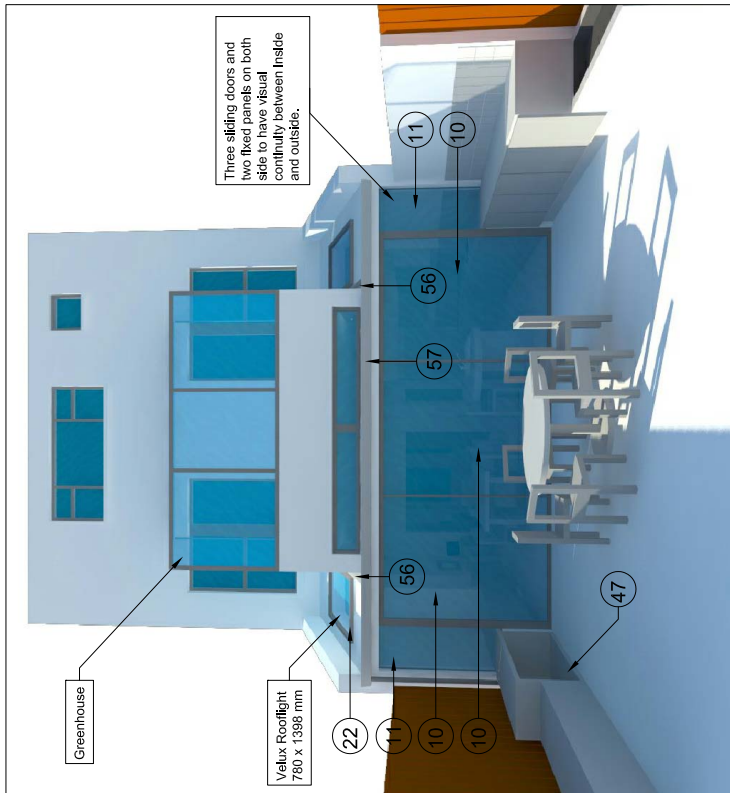 Three sliding doors and
two fixed panels on both
side to have visual
continuity between Inside
and outside.
Greenhouse
Velux Rooflight
780 x 1398 mm
11
10
56
57
56
22
11
10
10
47